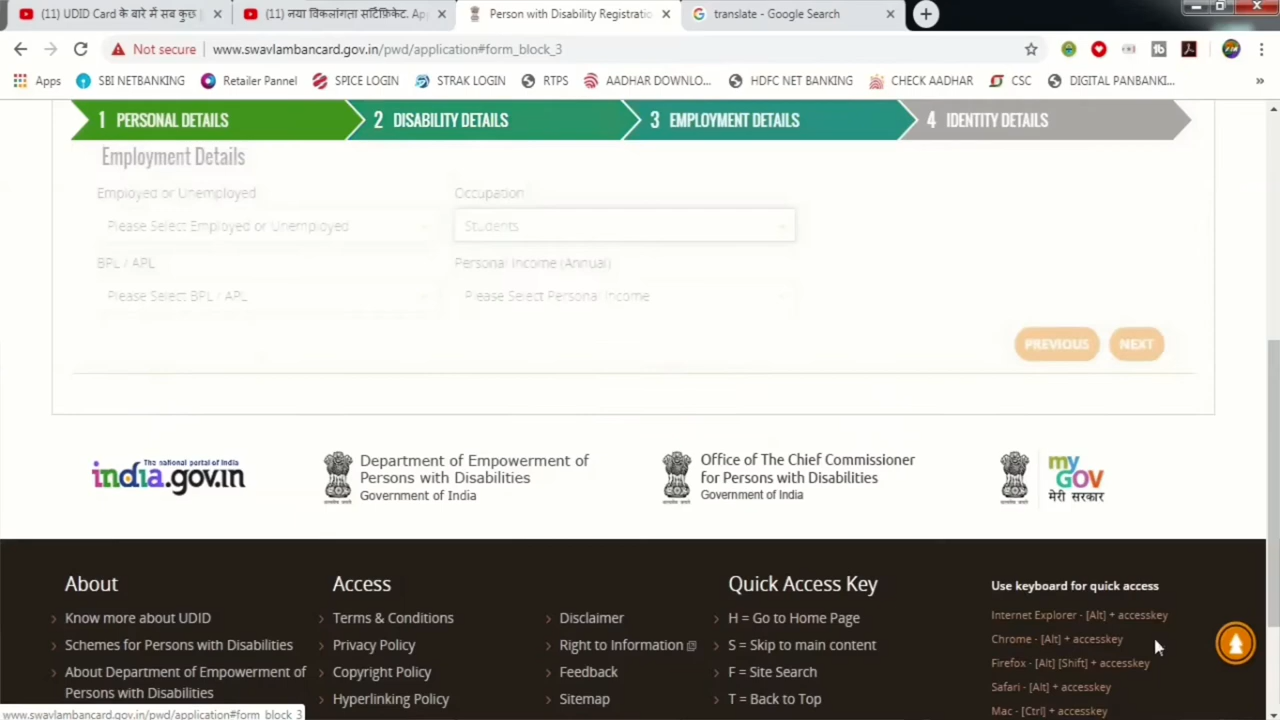 (11) UDID Card के बारे में सब कुछ
(11) नया विकलांगता सर्टिफ़िकेट. Ap
Person with Disability Registratio
translate - Google Search
Not secure
www.swavlambancard.gov.in/pwd/application#form_block_3
Apps
SBI NETBANKING
Retailer Panel
SPICE LOGIN
STRAK LOGIN
RTPS
AADHAR DOWNLO...
HDFC NET BANKING
CHECK AADHAR
CSC
DIGITAL PANBANKI...
1 PERSONAL DETAILS
2 DISABILITY DETAILS
3 EMPLOYMENT DETAILS
4 IDENTITY DETAILS
Employment Details
Employed or Unemployed
Occupation
Please Select Employed or Unemployed
Students
BPL / APL
Personal Income (Annual)
Please Select BPL / APL
Please Select Personal Income
PREVIOUS
NEXT
The national portal of India
india.gov.in
Department of Empowerment of
Persons with Disabilities
Government of India
Office of The Chief Commissioner
for Persons with Disabilities
Government of India
my
GOV
मेरी सरकार
About
Know more about UDID
Schemes for Persons with Disabilities
About Department of Empowerment of
Persons with Disabilities
Access
Terms & Conditions
Privacy Policy
Copyright Policy
Hyperlinking Policy
Disclaimer
Right to Information
Feedback
Sitemap
Quick Access Key
H = Go to Home Page
S = Skip to main content
F = Site Search
T = Back to Top
Use keyboard for quick access
Internet Explorer - [Alt] + accesskey
Chrome - [Alt] + accesskey
Firefox - [Alt] [Shift] + accesskey
Safari - [Alt] + accesskey
Mac - [Ctrl] + accesskey
www.swavlambancard.gov.in/pwd/application#form_block_3